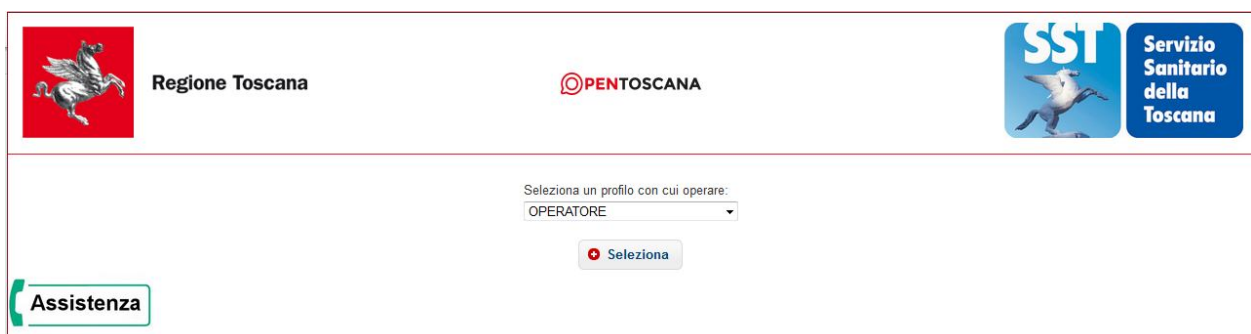 Regione Toscana
OPENTOSCANA
SST
Servizio
Sanitario
della
Toscana
Seleziona un profilo con cui operare:
OPERATORE
Seleziona
Assistenza